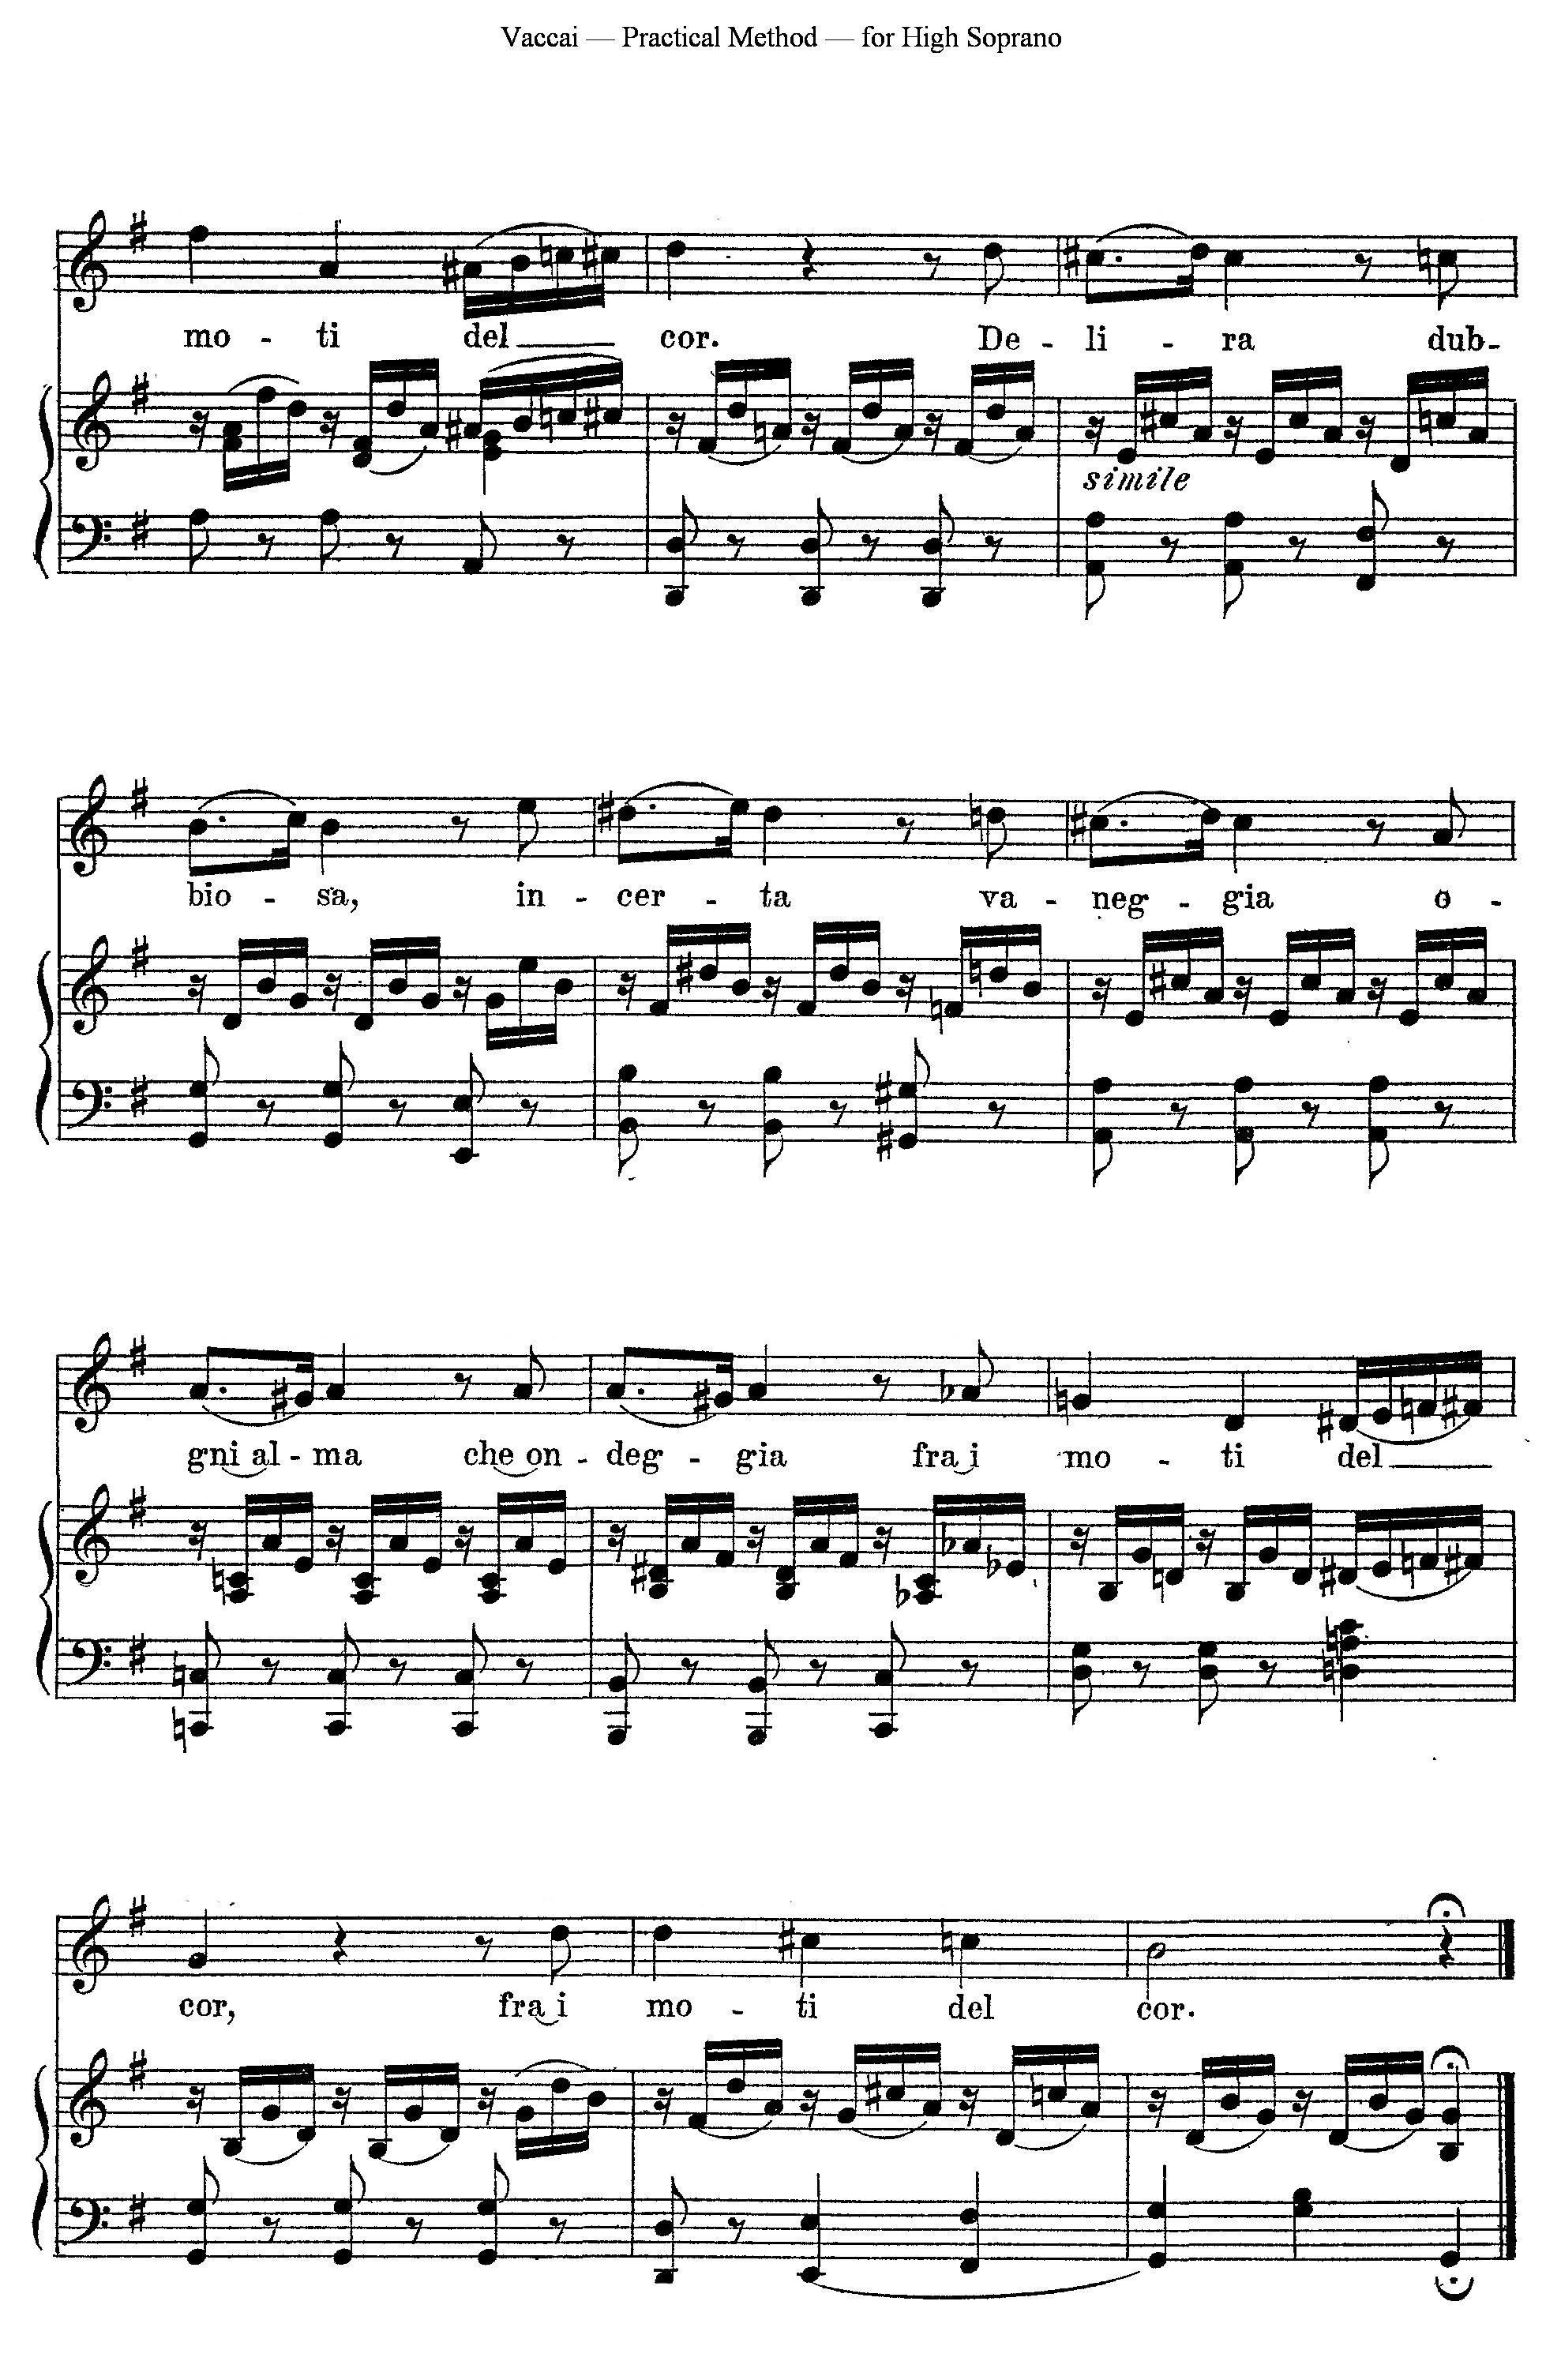 Vaccai — Practical Method — for High Soprano
mo - ti del cor. De - li - ra dub-
simile
bio - sa, in - cer - ta va - neg - gia o -
gni al - ma che on - deg - gia fra i mo - ti del
cor, fra i mo - ti del cor.